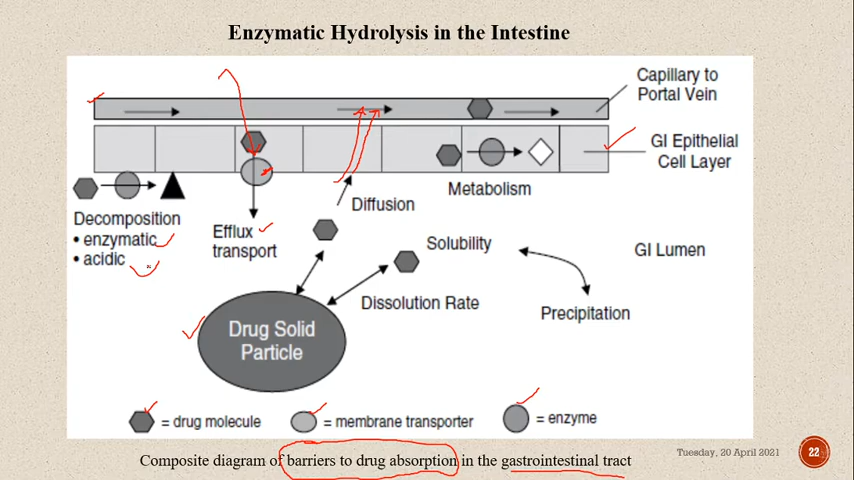 Enzymatic Hydrolysis in the Intestine
Capillary to
Portal Vein
GI Epithelial
Cell Layer
Metabolism
Diffusion
Decomposition
• enzymatic
• acidic
Efflux
transport
Solubility
GI Lumen
Dissolution Rate
Precipitation
Drug Solid
Particle
= drug molecule
= membrane transporter
= enzyme
Composite diagram of barriers to drug absorption in the gastrointestinal tract
Tuesday, 20 April 2021
22